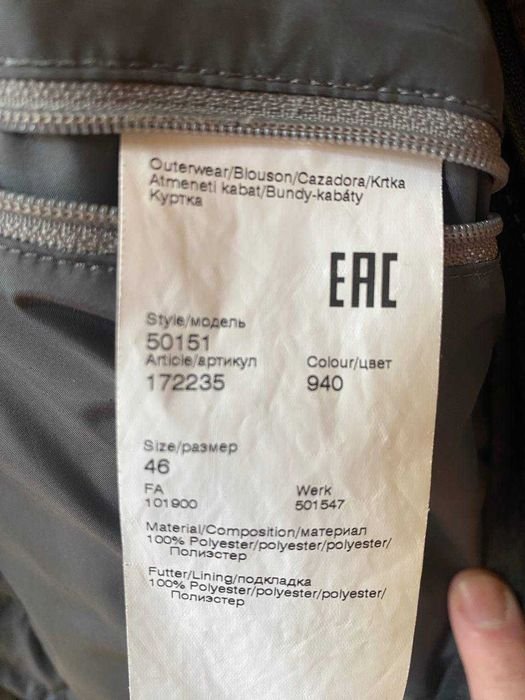 Outerwear/Blouson/Cazadora/Krtka
Atmeneti kabat/Bundy-kabáty
Куртка
EAC
Style/модель
50151
Article/артикул Colour/цвет
172235 940
Size/размер
46
FA Werk
101900 501547
Material/Composition/материал
100% Polyester/polyester/polyester/
Полиэстер
Futter/Lining/подкладка
100% Polyester/polyester/polyester/
Полиэстер